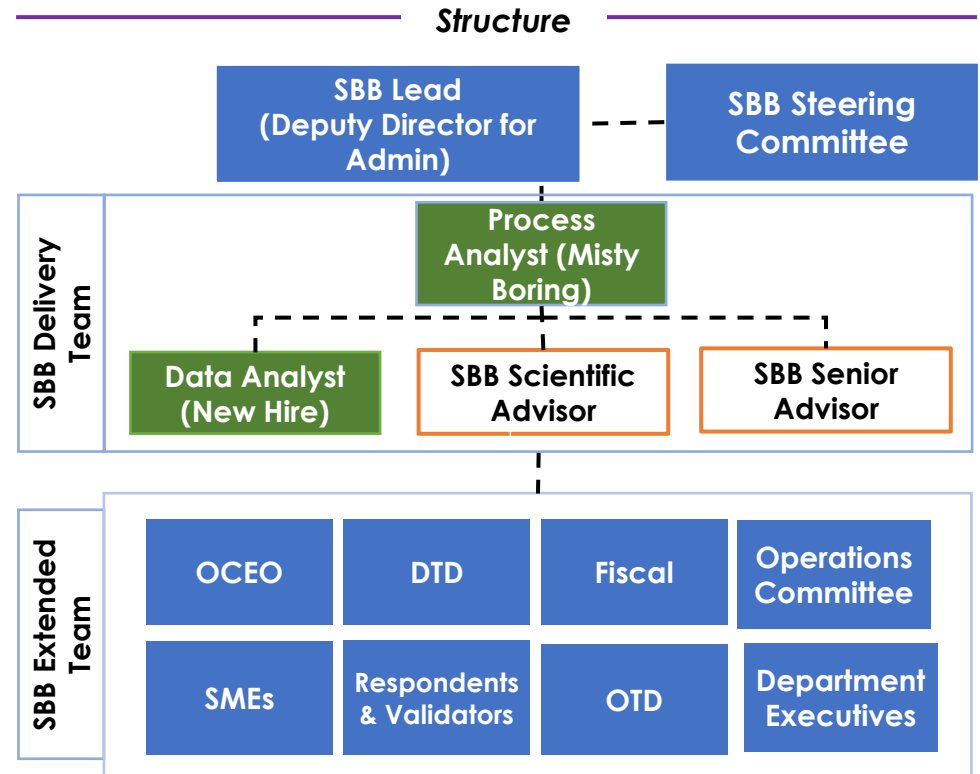 Structure
SBB Lead
(Deputy Director for
Admin)
SBB Steering
Committee
SBB Delivery
Team
Process
Analyst (Misty
Boring)
Data Analyst
(New Hire)
SBB Scientific
Advisor
SBB Senior
Advisor
SBB Extended
Team
OCEO
DTD
Fiscal
Operations
Committee
SMEs
Respondents
& Validators
OTD
Department
Executives